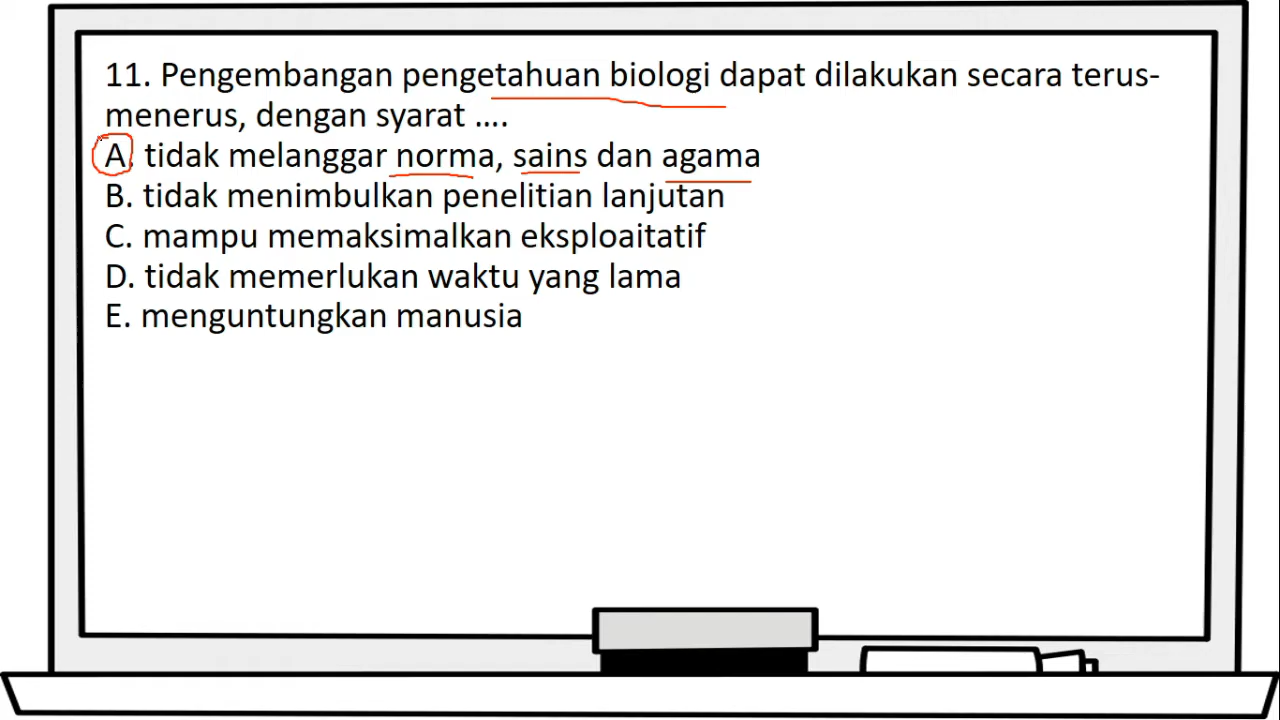 11. Pengembangan pengetahuan biologi dapat dilakukan secara terus-
menerus, dengan syarat ....
A. tidak melanggar norma, sains dan agama
B. tidak menimbulkan penelitian lanjutan
C. mampu memaksimalkan eksploaitatif
D. tidak memerlukan waktu yang lama
E. menguntungkan manusia